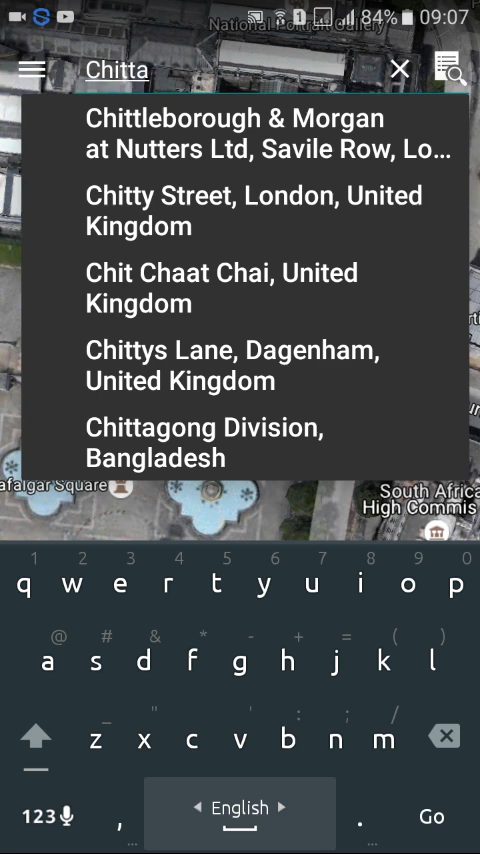 National Portrait Gallery
1
84%
09:07
Chitta
Chittleborough & Morgan
at Nutters Ltd, Savile Row, Lo...
Chitty Street, London, United
Kingdom
Chit Chaat Chai, United
Kingdom
Chittys Lane, Dagenham,
United Kingdom
Chittagong Division,
Bangladesh
afalgar Square
South Africa
High Commis
1 2 3 4 5 6 7 8 9 0
q w e r t y u i o p
@ # & * - + = ( )
a s d f g h j k l
_ " ' : ; /
z x c v b n m
123 , English . Go